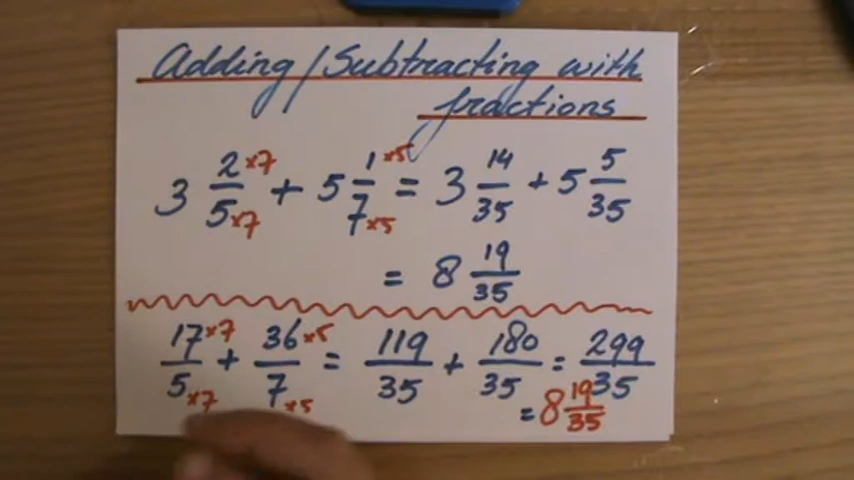 Adding/Subtracting with
fractions
3 2×7/5×7 + 5 1×5/7×5 = 3 14/35 + 5 5/35
= 8 19/35
17×7/5×7 + 36×5/7×5 = 119/35 + 180/35 = 299/35
= 8 19/35